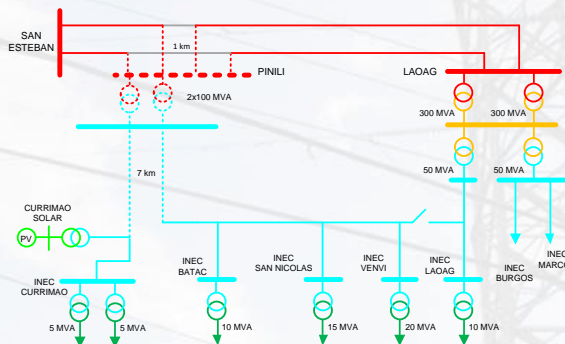 SAN
ESTEBAN
1 km
PINILI
LAOAG
2x100 MVA
300 MVA
300 MVA
50 MVA
50 MVA
7 km
CURRIMAO
SOLAR
PV
INEC
CURRIMAO
INEC
BATAC
INEC
SAN NICOLAS
INEC
VENVI
INEC
LAOAG
INEC
BURGOS
INEC
MARCO
5 MVA
5 MVA
10 MVA
15 MVA
20 MVA
10 MVA